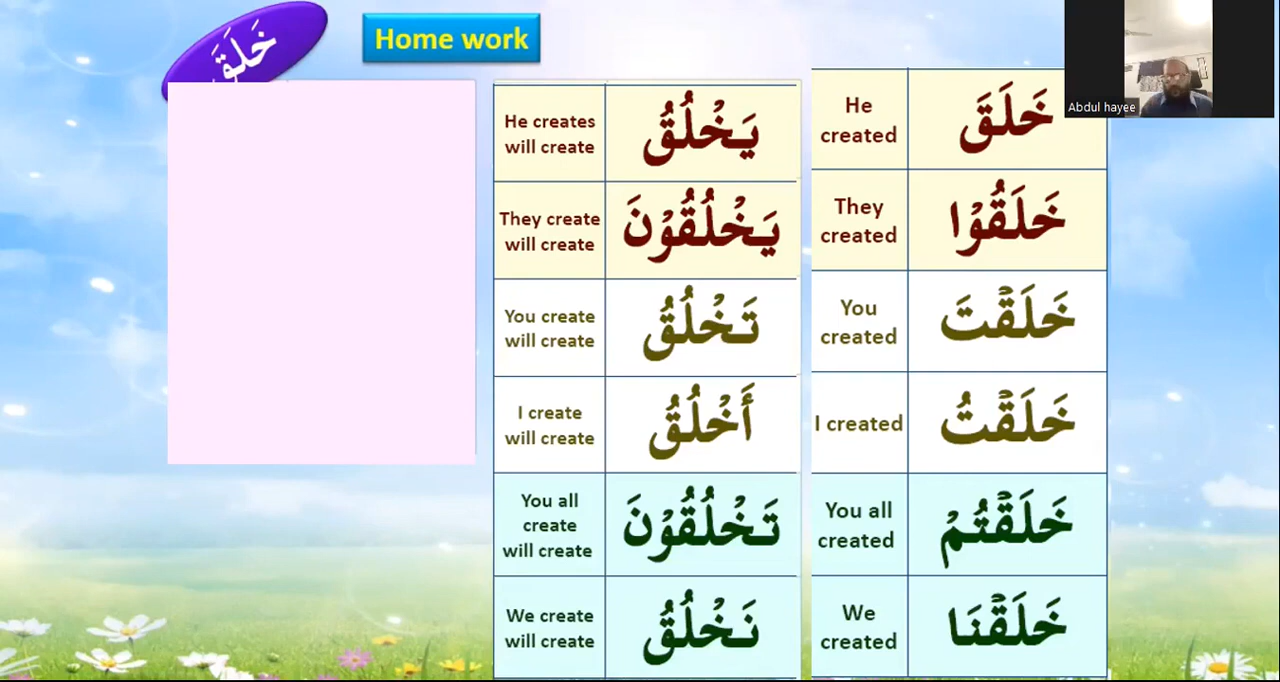 خَلَقَ
Home work
He created
خَلَقَ
They created
خَلَقُوْا
You created
خَلَقْتَ
I created
خَلَقْتُ
You all created
خَلَقْتُمْ
We created
خَلَقْنَا
He creates
will create
يَخْلُقُ
They create
will create
يَخْلُقُوْنَ
You create
will create
تَخْلُقُ
I create
will create
أَخْلُقُ
You all
create
will create
تَخْلُقُوْنَ
We create
will create
نَخْلُقُ
Abdul hayee